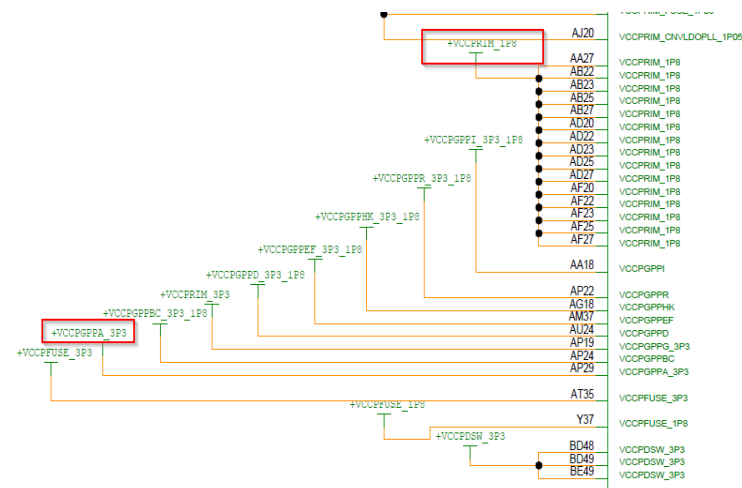 AJ20 VCCPRIM_CNVLDOPLL_1P05
+VCCPRIM_1P8
AA27 VCCPRIM_1P8
AB22 VCCPRIM_1P8
AB23 VCCPRIM_1P8
AB25 VCCPRIM_1P8
AB27 VCCPRIM_1P8
AD20 VCCPRIM_1P8
AD22 VCCPRIM_1P8
AD23 VCCPRIM_1P8
AD25 VCCPRIM_1P8
AD27 VCCPRIM_1P8
AF20 VCCPRIM_1P8
AF22 VCCPRIM_1P8
AF23 VCCPRIM_1P8
AF25 VCCPRIM_1P8
AF27 VCCPRIM_1P8
+VCCPGPPI_3P3_1P8
+VCCPGPPR_3P3_1P8
+VCCPGPPHK_3P3_1P8
+VCCPGPPEF_3P3_1P8
+VCCPGPPD_3P3_1P8
+VCCPRIM_3P3
+VCCPGPPBC_3P3_1P8
+VCCPGPPA_3P3
+VCCPFUSE_3P3
AA18 VCCPGPPI
AP22 VCCPGPPR
AG18 VCCPGPPHK
AM37 VCCPGPPEF
AU24 VCCPGPPD
AP19 VCCPGPPG_3P3
AP24 VCCPGPPBC
AP29 VCCPGPPA_3P3
AT35 VCCPFUSE_3P3
+VCCPFUSE_1P8
Y37 VCCPFUSE_1P8
+VCCPDSW_3P3
BD48 VCCPDSW_3P3
BD49 VCCPDSW_3P3
BE49 VCCPDSW_3P3